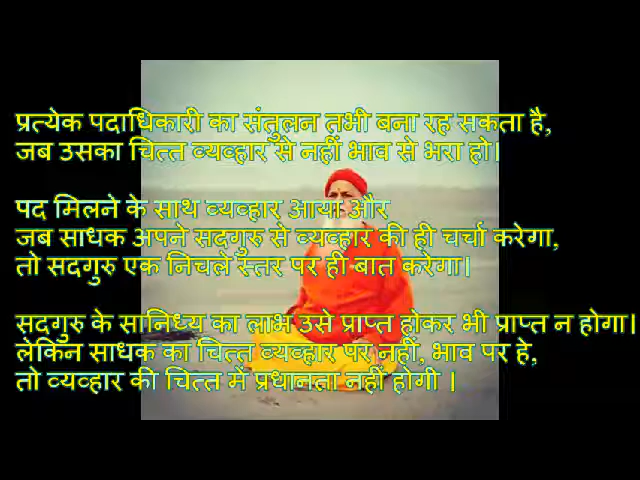 प्रत्येक पदाधिकारी का संतुलन तभी बना रह सकता है,
जब उसका चित्त व्यव्हार से नहीं भाव से भरा हो।
पद मिलने के साथ व्यव्हार आया और
जब साधक अपने सदगुरु से व्यव्हार की ही चर्चा करेगा,
तो सदगुरु एक निचले स्तर पर ही बात करेगा।
सदगुरु के सानिध्य का लाभ उसे प्राप्त होकर भी प्राप्त न होगा।
लेकिन साधक का चित्त व्यव्हार पर नहीं, भाव पर हे,
तो व्यव्हार की चित्त में प्रधानता नहीं होगी ।